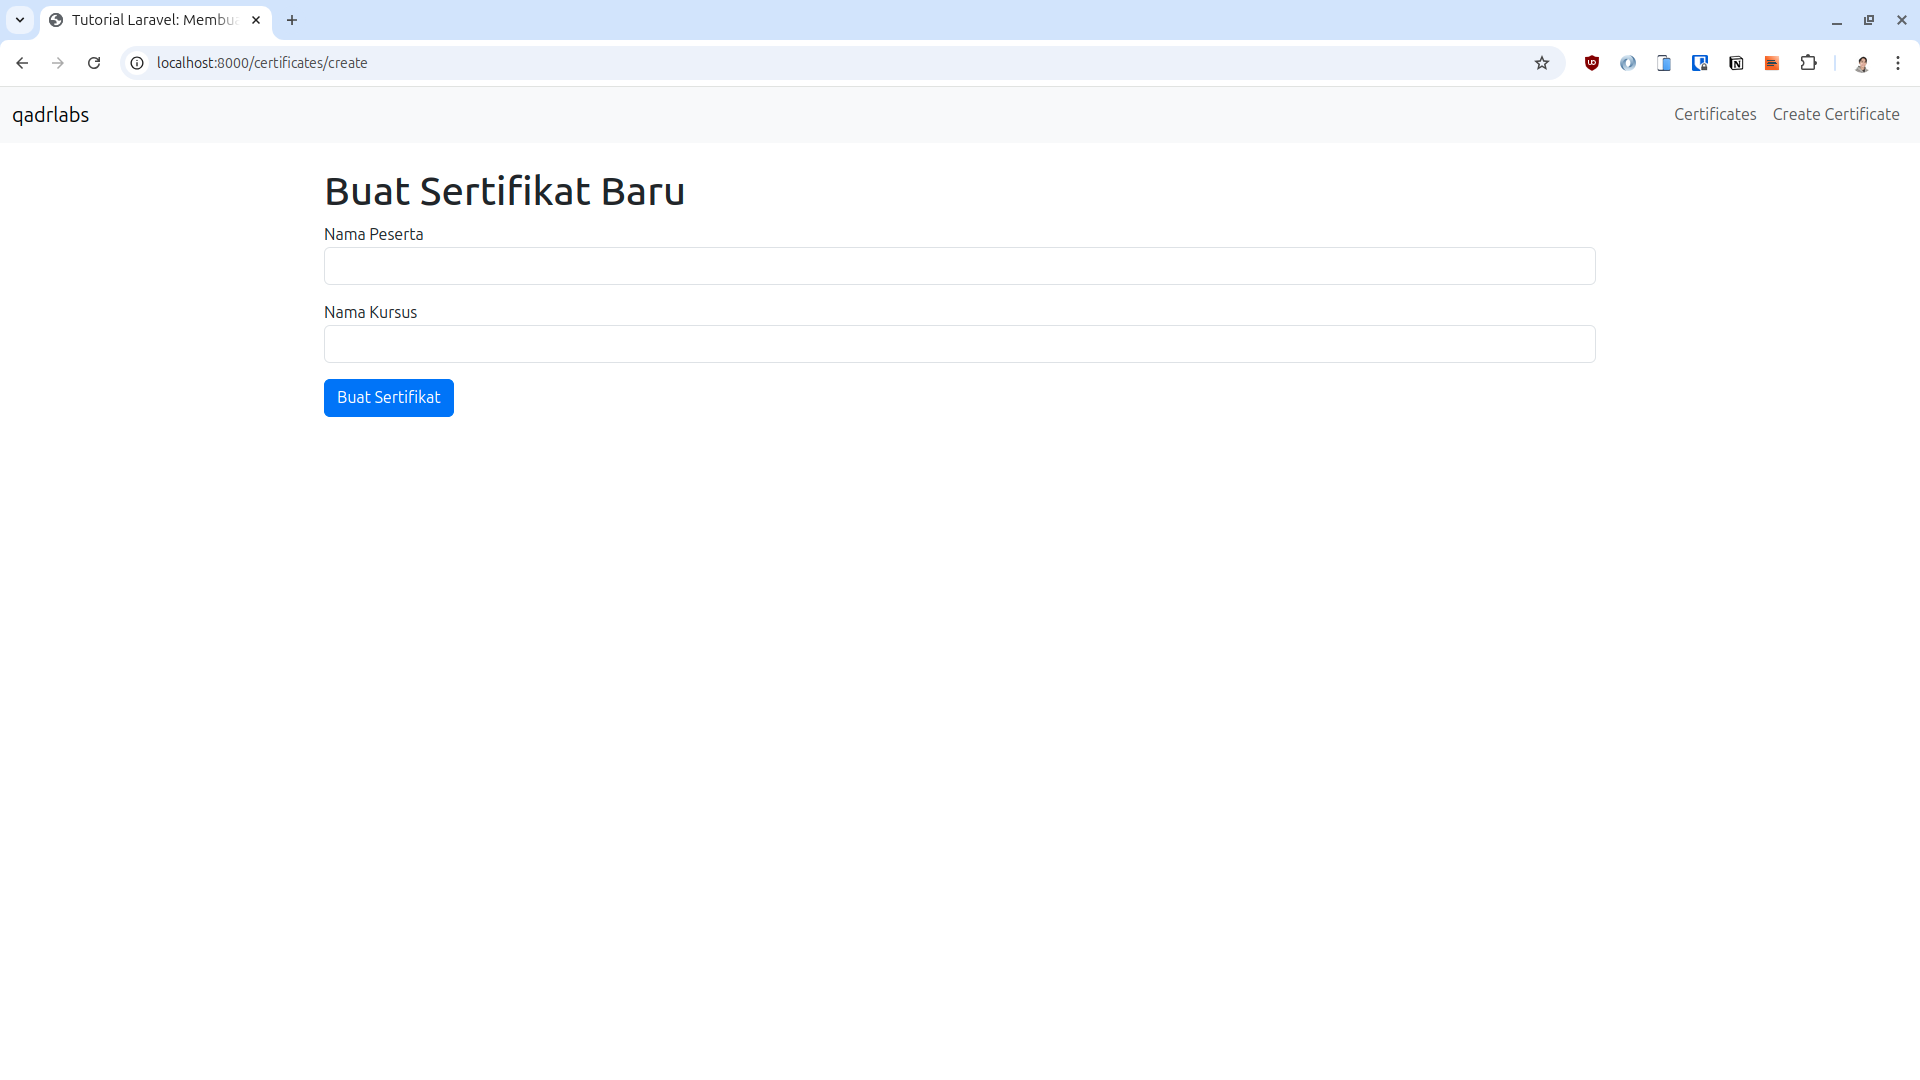 Tutorial Laravel: Membua
localhost:8000/certificates/create
qadrlabs
Certificates
Create Certificate
Buat Sertifikat Baru
Nama Peserta
Nama Kursus
Buat Sertifikat